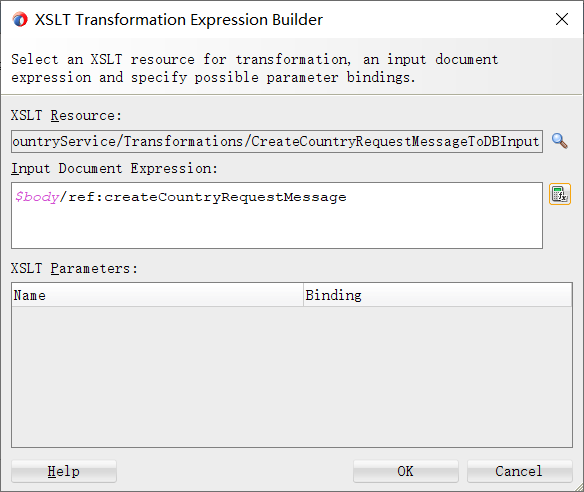 XSLT Transformation Expression Builder
Select an XSLT resource for transformation, an input document
expression and specify possible parameter bindings.
XSLT Resource:
ountryService/Transformations/CreateCountryRequestMessageToDBInput
Input Document Expression:
$body/ref:createCountryRequestMessage
XSLT Parameters:
Name Binding
Help OK Cancel